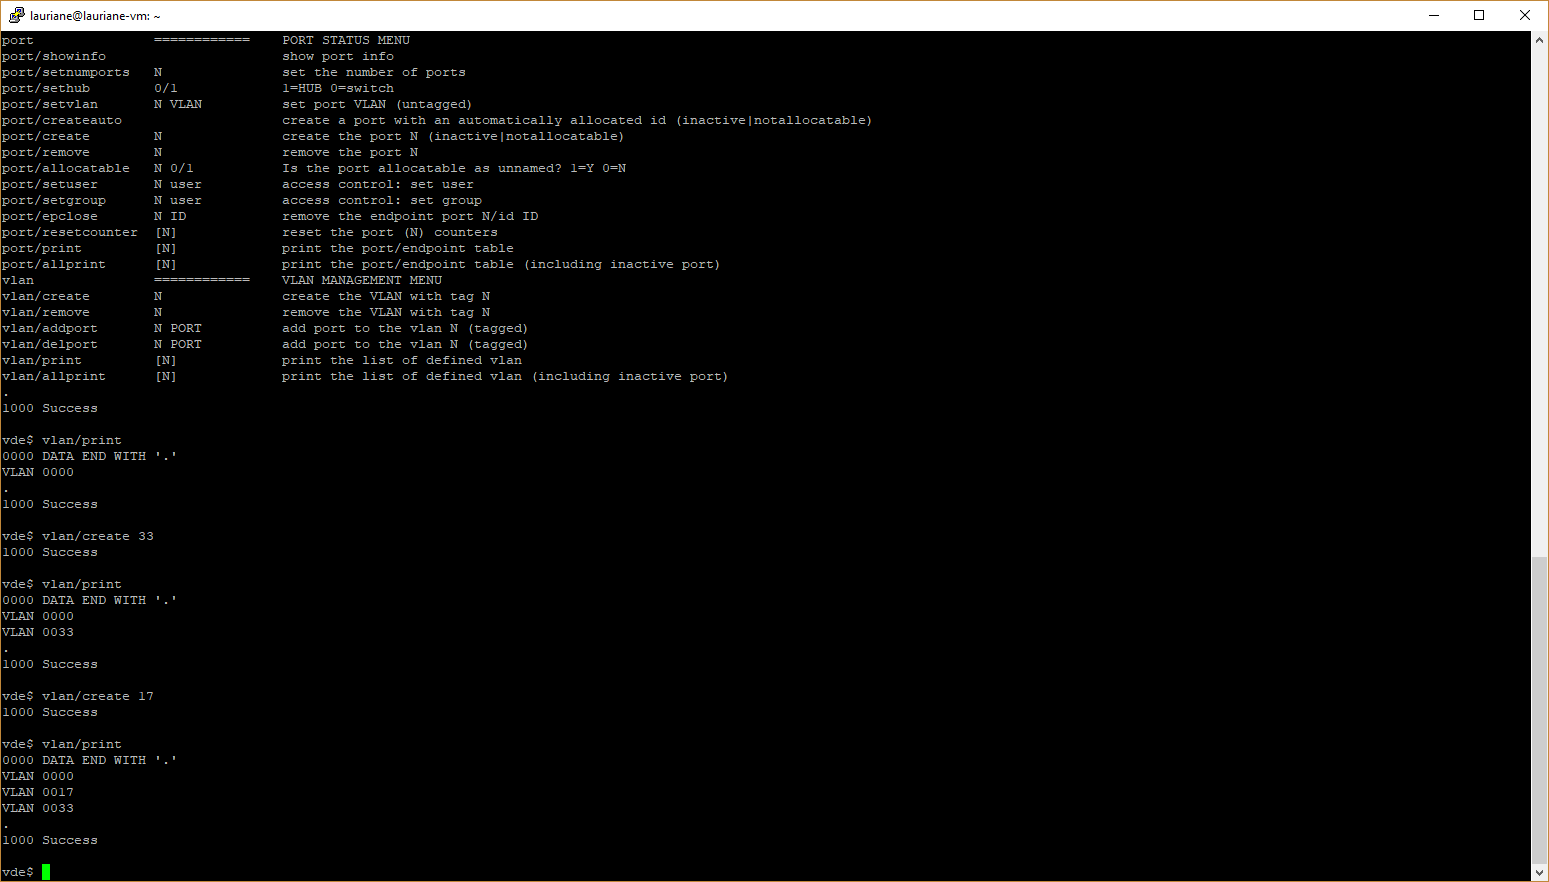 lauriane@lauriane-vm: ~
port ============ PORT STATUS MENU
port/showinfo show port info
port/setnumports N set the number of ports
port/sethub 0/1 1=HUB 0=switch
port/setvlan N VLAN set port VLAN (untagged)
port/createauto create a port with an automatically allocated id (inactive|notallocatable)
port/create N create the port N (inactive|notallocatable)
port/remove N remove the port N
port/allocatable N 0/1 Is the port allocatable as unnamed? 1=Y 0=N
port/setuser N user access control: set user
port/setgroup N user access control: set group
port/epclose N ID remove the endpoint port N/id ID
port/resetcounter [N] reset the port (N) counters
port/print [N] print the port/endpoint table
port/allprint [N] print the port/endpoint table (including inactive port)
vlan ============ VLAN MANAGEMENT MENU
vlan/create N create the VLAN with tag N
vlan/remove N remove the VLAN with tag N
vlan/addport N PORT add port to the vlan N (tagged)
vlan/delport N PORT add port to the vlan N (tagged)
vlan/print [N] print the list of defined vlan
vlan/allprint [N] print the list of defined vlan (including inactive port)
.
1000 Success
vde$ vlan/print
0000 DATA END WITH '.'
VLAN 0000
.
1000 Success
vde$ vlan/create 33
1000 Success
vde$ vlan/print
0000 DATA END WITH '.'
VLAN 0000
VLAN 0033
.
1000 Success
vde$ vlan/create 17
1000 Success
vde$ vlan/print
0000 DATA END WITH '.'
VLAN 0000
VLAN 0017
VLAN 0033
.
1000 Success
vde$